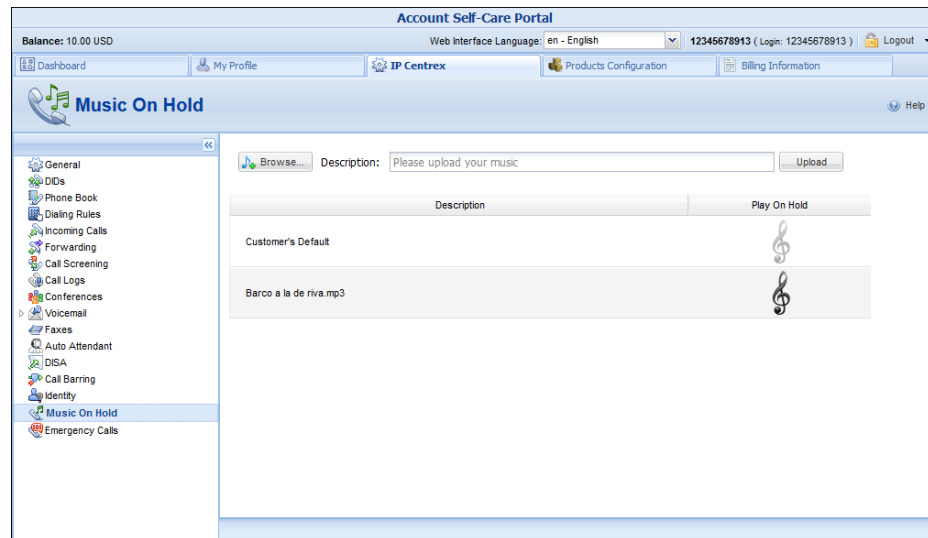 Account Self-Care Portal
Balance: 10.00 USD
Web Interface Language: en - English
12345678913 ( Login: 12345678913 )
Logout
Dashboard
My Profile
IP Centrex
Products Configuration
Billing Information
Music On Hold
Help
General
DIDs
Phone Book
Dialing Rules
Incoming Calls
Forwarding
Call Screening
Call Logs
Conferences
Voicemail
Faxes
Auto Attendant
DISA
Call Barring
Identity
Music On Hold
Emergency Calls
Browse... Description: Please upload your music Upload
Description Play On Hold
Customer's Default
Barco a la de riva.mp3